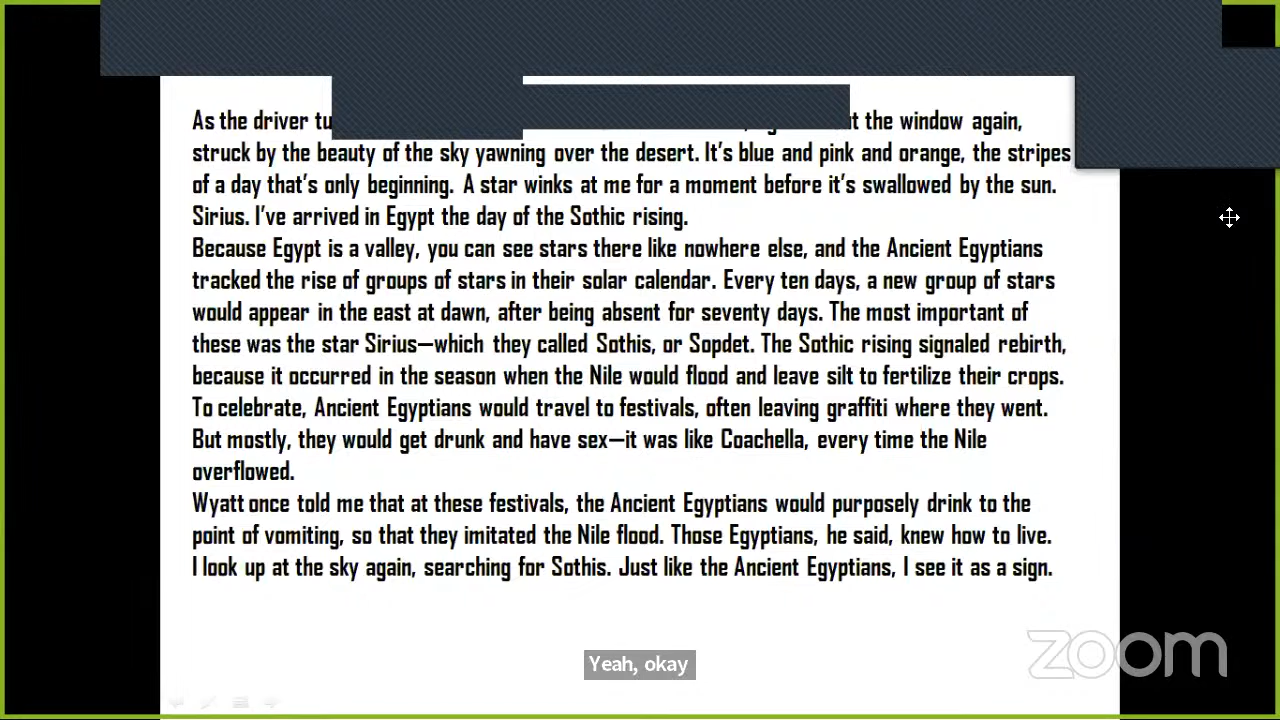 As the driver t the window again,
struck by the beauty of the sky yawning over the desert. It's blue and pink and orange, the stripes
of a day that's only beginning. A star winks at me for a moment before it's swallowed by the sun.
Sirius. I've arrived in Egypt the day of the Sothic rising.
Because Egypt is a valley, you can see stars there like nowhere else, and the Ancient Egyptians
tracked the rise of groups of stars in their solar calendar. Every ten days, a new group of stars
would appear in the east at dawn, after being absent for seventy days. The most important of
these was the star Sirius—which they called Sothis, or Sopdet. The Sothic rising signaled rebirth,
because it occurred in the season when the Nile would flood and leave silt to fertilize their crops.
To celebrate, Ancient Egyptians would travel to festivals, often leaving graffiti where they went.
But mostly, they would get drunk and have sex—it was like Coachella, every time the Nile
overflowed.
Wyatt once told me that at these festivals, the Ancient Egyptians would purposely drink to the
point of vomiting, so that they imitated the Nile flood. Those Egyptians, he said, knew how to live.
I look up at the sky again, searching for Sothis. Just like the Ancient Egyptians, I see it as a sign.
Yeah, okay
zoom